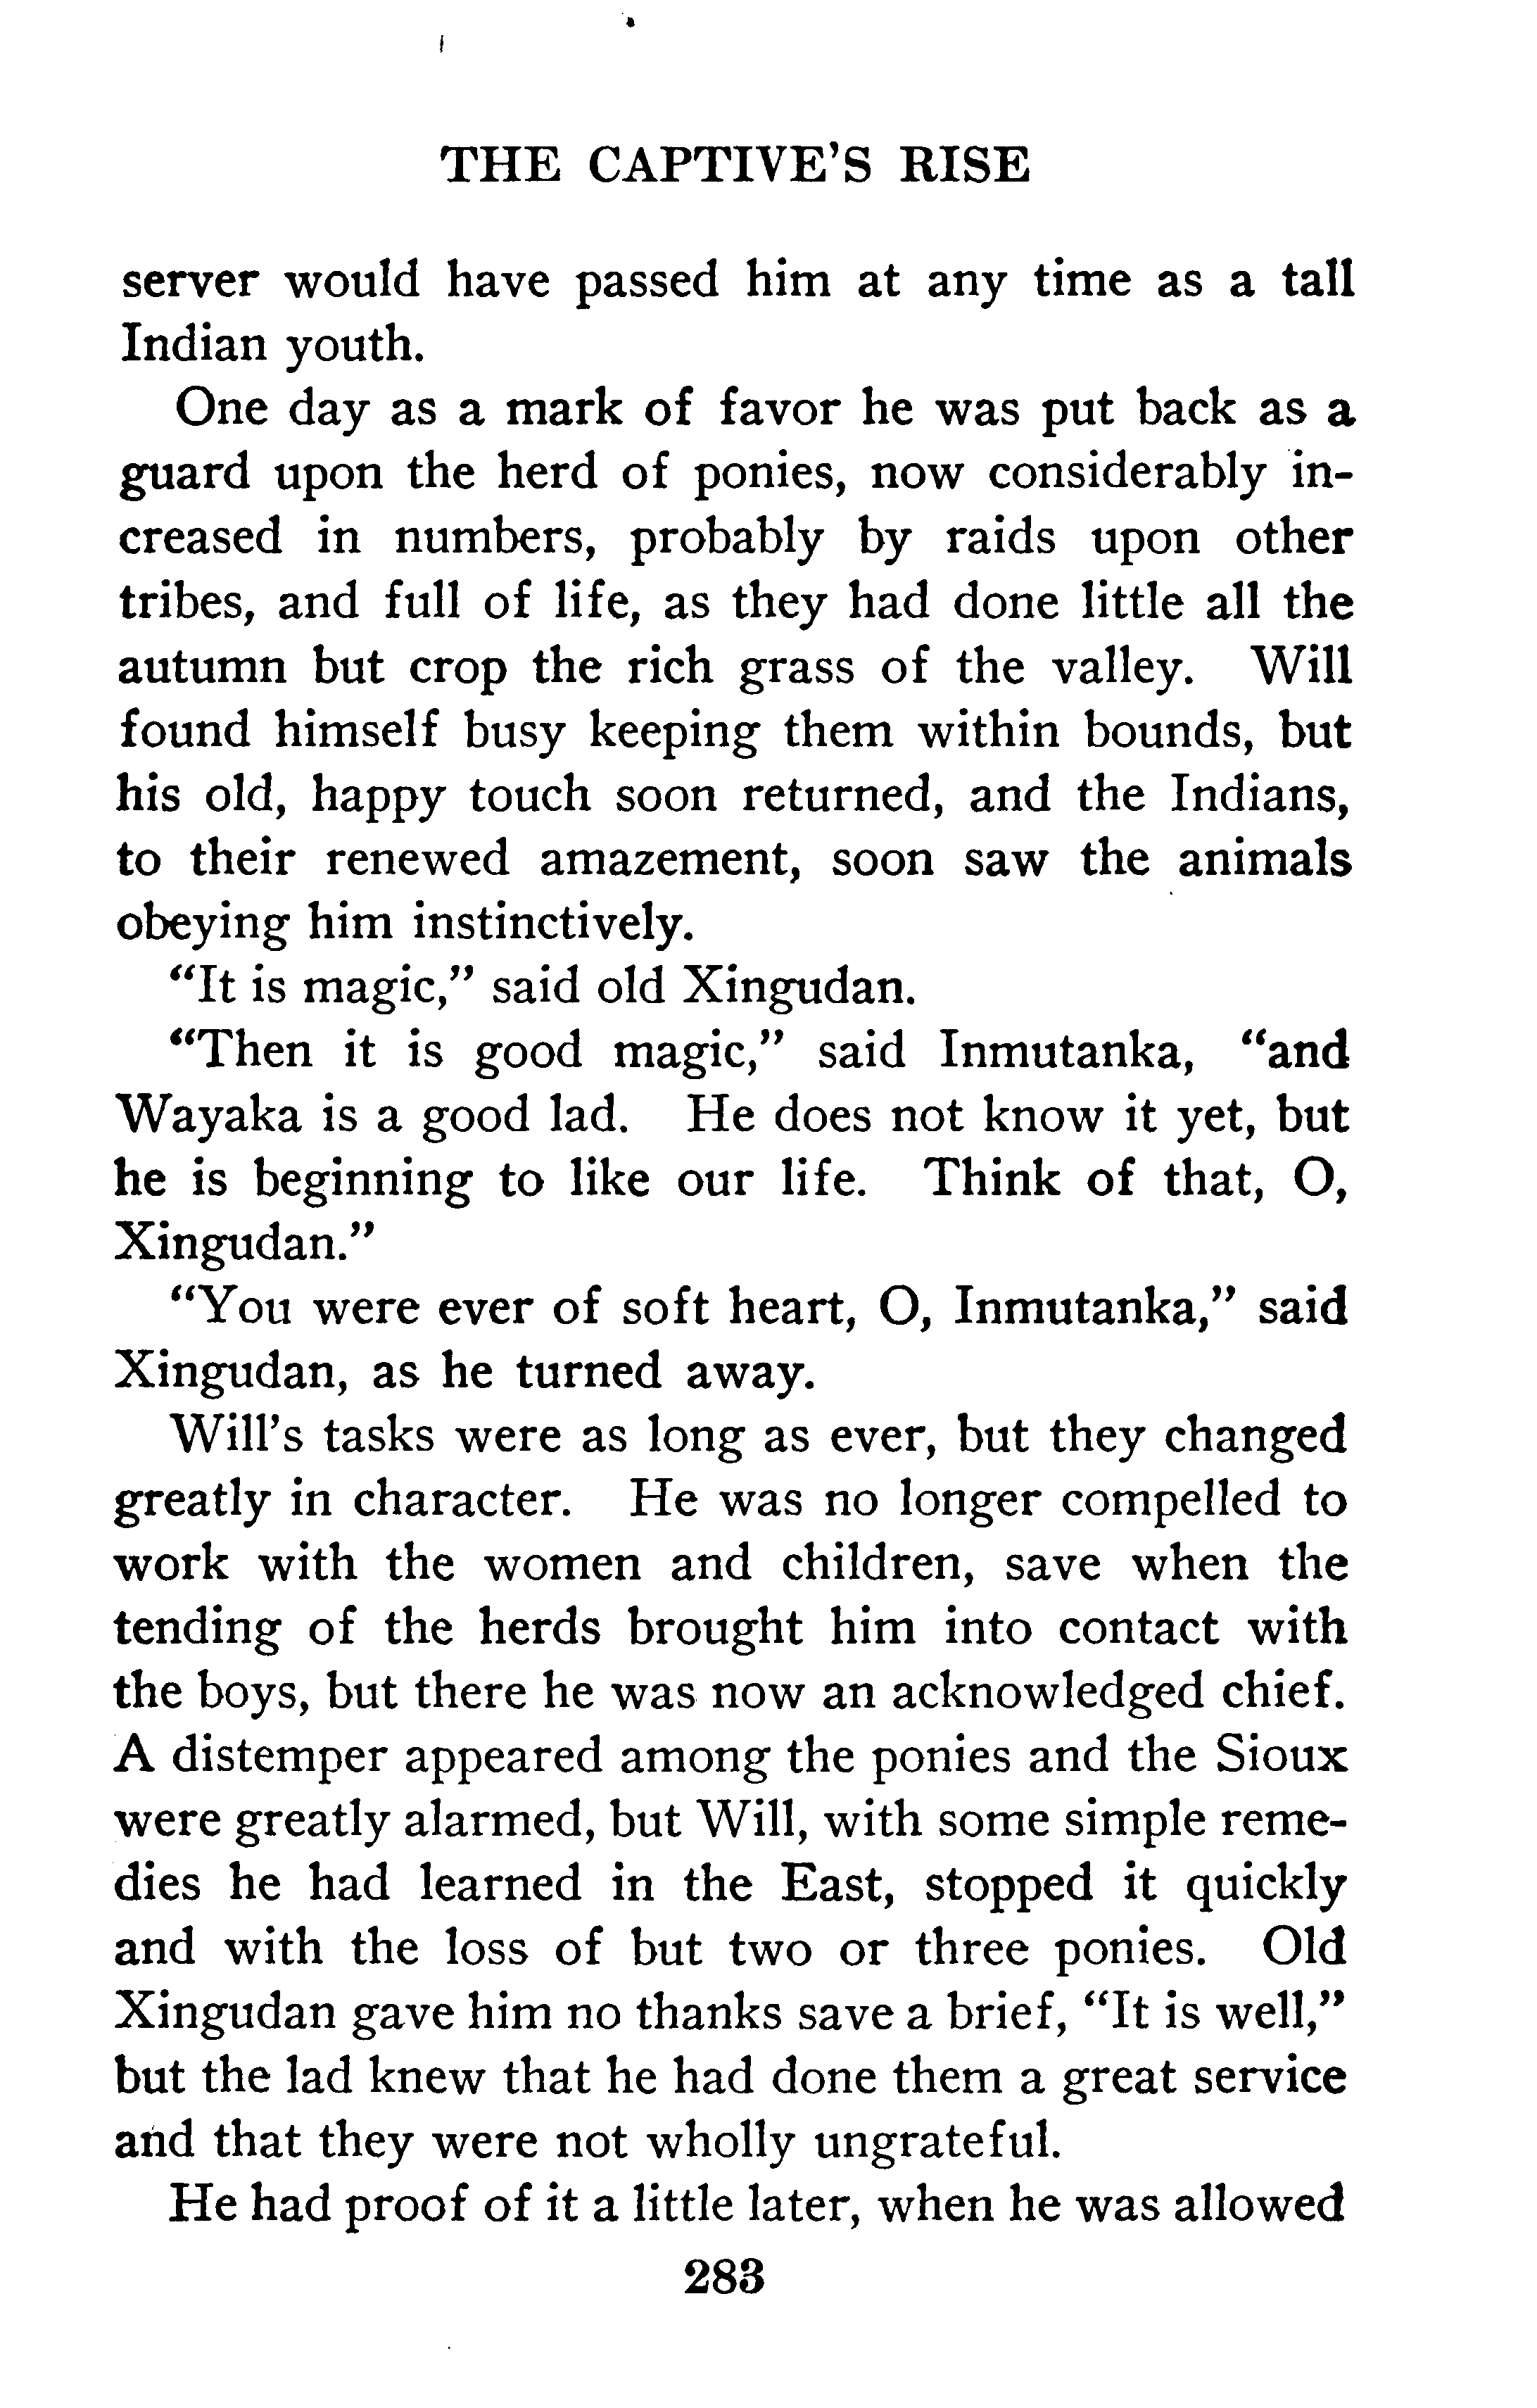 THE CAPTIVE'S RISE
server would have passed him at any time as a tall
Indian youth.
One day as a mark of favor he was put back as a
guard upon the herd of ponies, now considerably in-
creased in numbers, probably by raids upon other
tribes, and full of life, as they had done little all the
autumn but crop the rich grass of the valley. Will
found himself busy keeping them within bounds, but
his old, happy touch soon returned, and the Indians,
to their renewed amazement, soon saw the animals
obeying him instinctively.
“It is magic,” said old Xingudan.
“Then it is good magic,” said Inmutanka, “and
Wayaka is a good lad. He does not know it yet, but
he is beginning to like our life. Think of that, O,
Xingudan.”
“You were ever of soft heart, O, Inmutanka,” said
Xingudan, as he turned away.
Will's tasks were as long as ever, but they changed
greatly in character. He was no longer compelled to
work with the women and children, save when the
tending of the herds brought him into contact with
the boys, but there he was now an acknowledged chief.
A distemper appeared among the ponies and the Sioux
were greatly alarmed, but Will, with some simple reme-
dies he had learned in the East, stopped it quickly
and with the loss of but two or three ponies. Old
Xingudan gave him no thanks save a brief, “It is well,”
but the lad knew that he had done them a great service
and that they were not wholly ungrateful.
He had proof of it a little later, when he was allowed
283